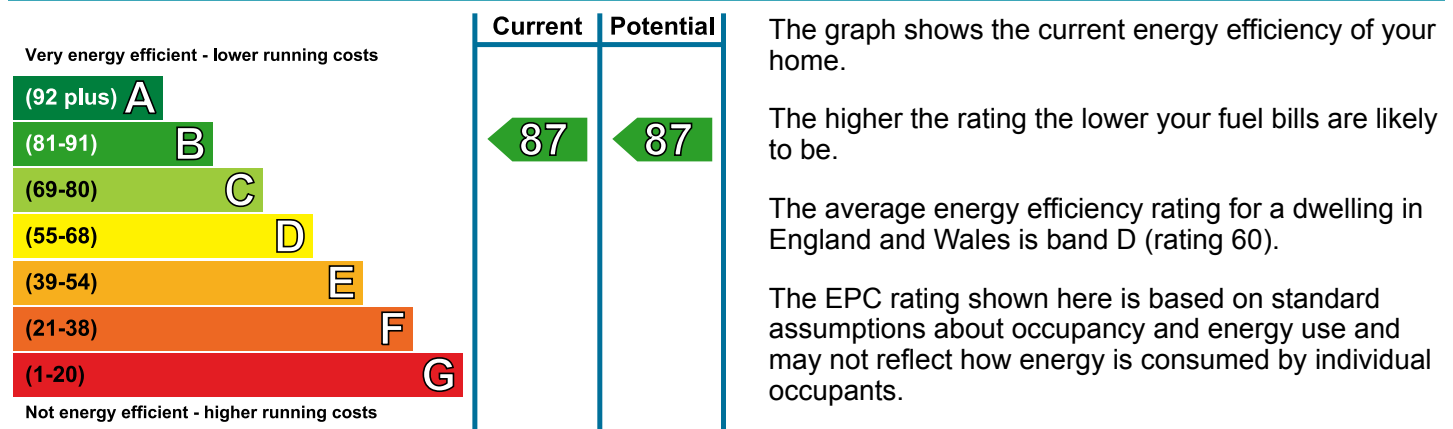 Current Potential
Very energy efficient - lower running costs
(92 plus) A
(81-91) B
87 87
(69-80) C
(55-68) D
(39-54) E
(21-38) F
(1-20) G
Not energy efficient - higher running costs
The graph shows the current energy efficiency of your
home.
The higher the rating the lower your fuel bills are likely
to be.
The average energy efficiency rating for a dwelling in
England and Wales is band D (rating 60).
The EPC rating shown here is based on standard
assumptions about occupancy and energy use and
may not reflect how energy is consumed by individual
occupants.